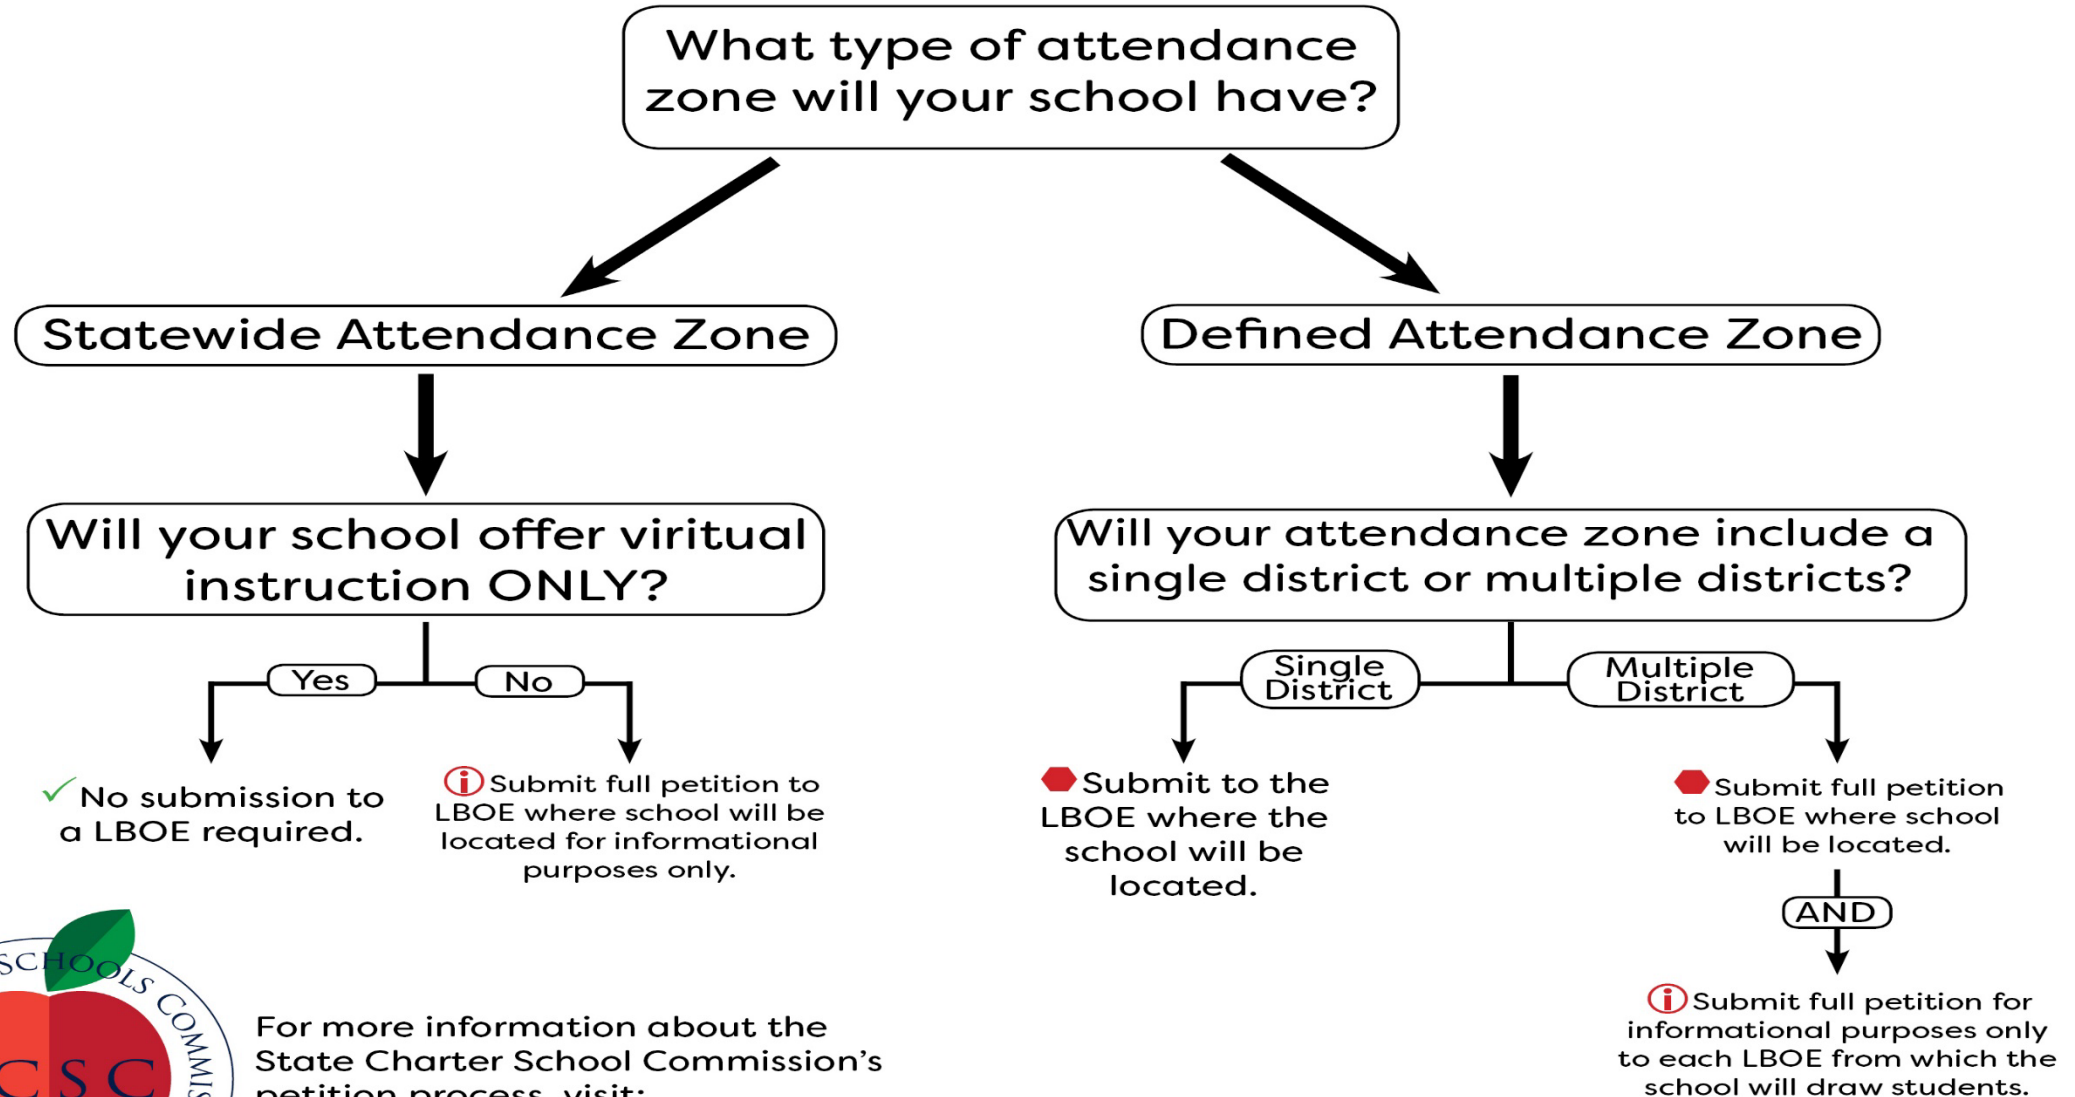 What type of attendance
zone will your school have?
Statewide Attendance Zone
Defined Attendance Zone
Will your school offer viritual
instruction ONLY?
Will your attendance zone include a
single district or multiple districts?
Yes
No
Single
District
Multiple
District
No submission to
a LBOE required.
Submit full petition to
LBOE where school will be
located for informational
purposes only.
Submit to the
LBOE where the
school will be
located.
Submit full petition
to LBOE where school
will be located.
AND
Submit full petition for
informational purposes only
to each LBOE from which the
school will draw students.
SCHOOLS COMMIS
CSC
For more information about the
State Charter School Commission’s
petition process, visit: